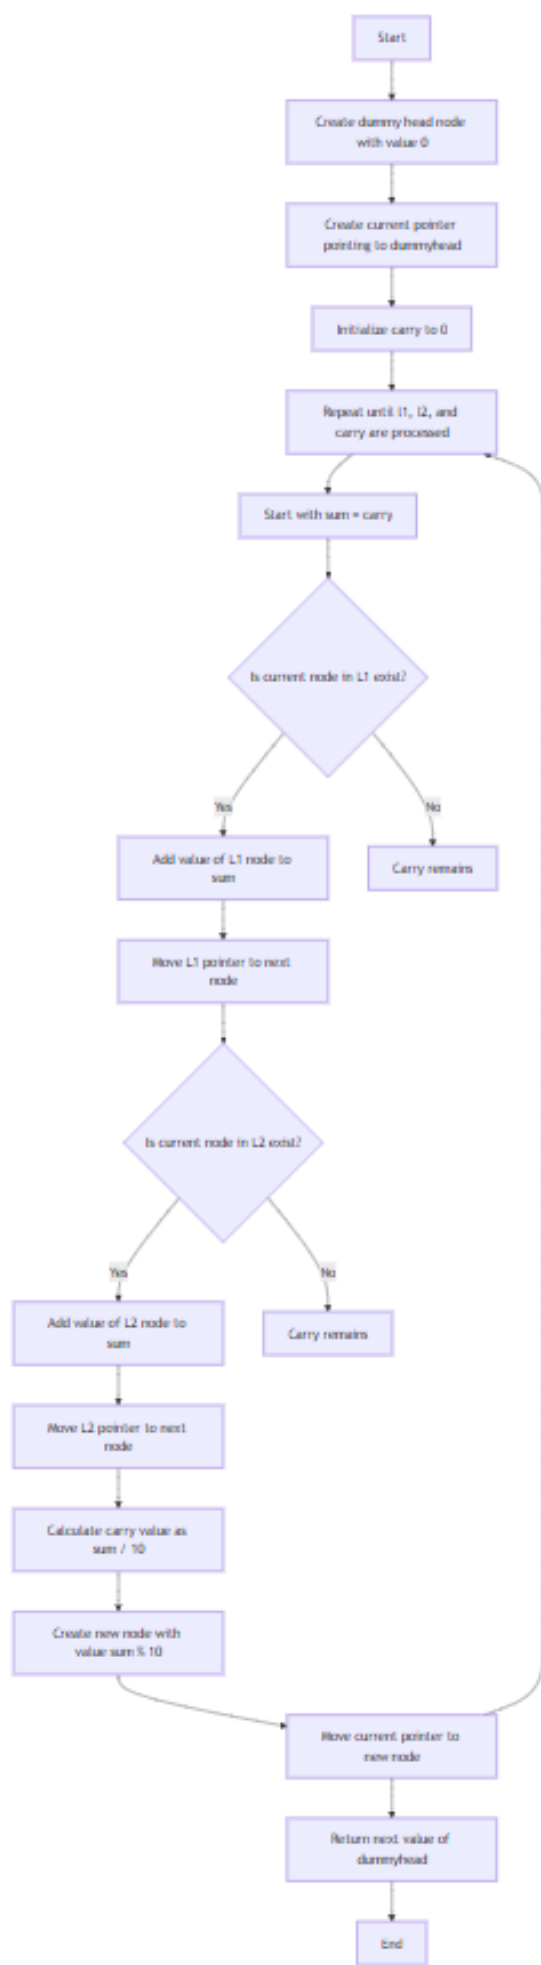 Start
Create dummy head node
with value 0
Create current pointer
pointing to dummyhead
Initialize carry to 0
Repeat until l1, l2, and
carry are processed
Start with sum = carry
Is current node in L1 exist?
Yes
No
Add value of L1 node to
sum
Carry remains
Move L1 pointer to next
node
Is current node in L2 exist?
Yes
No
Add value of L2 node to
sum
Carry remains
Move L2 pointer to next
node
Calculate carry value as
sum / 10
Create new node with
value sum % 10
Move current pointer to
new node
Return next value of
dummyhead
End